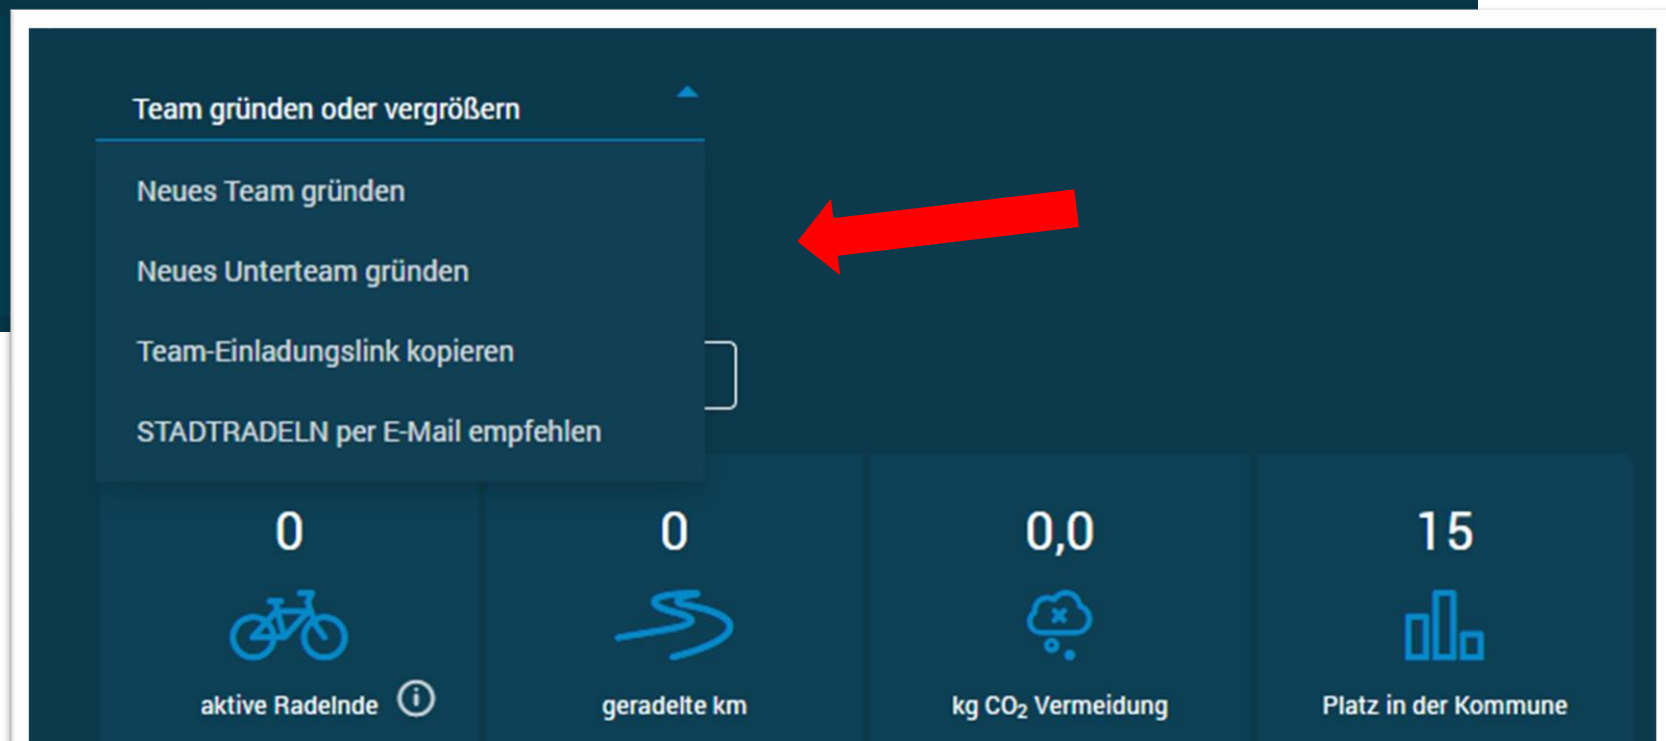 Team gründen oder vergrößern
Neues Team gründen
Neues Unterteam gründen
Team-Einladungslink kopieren
STADTRADELN per E-Mail empfehlen
0
0
0,0
15
aktive Radelnde
geradelte km
kg CO₂ Vermeidung
Platz in der Kommune